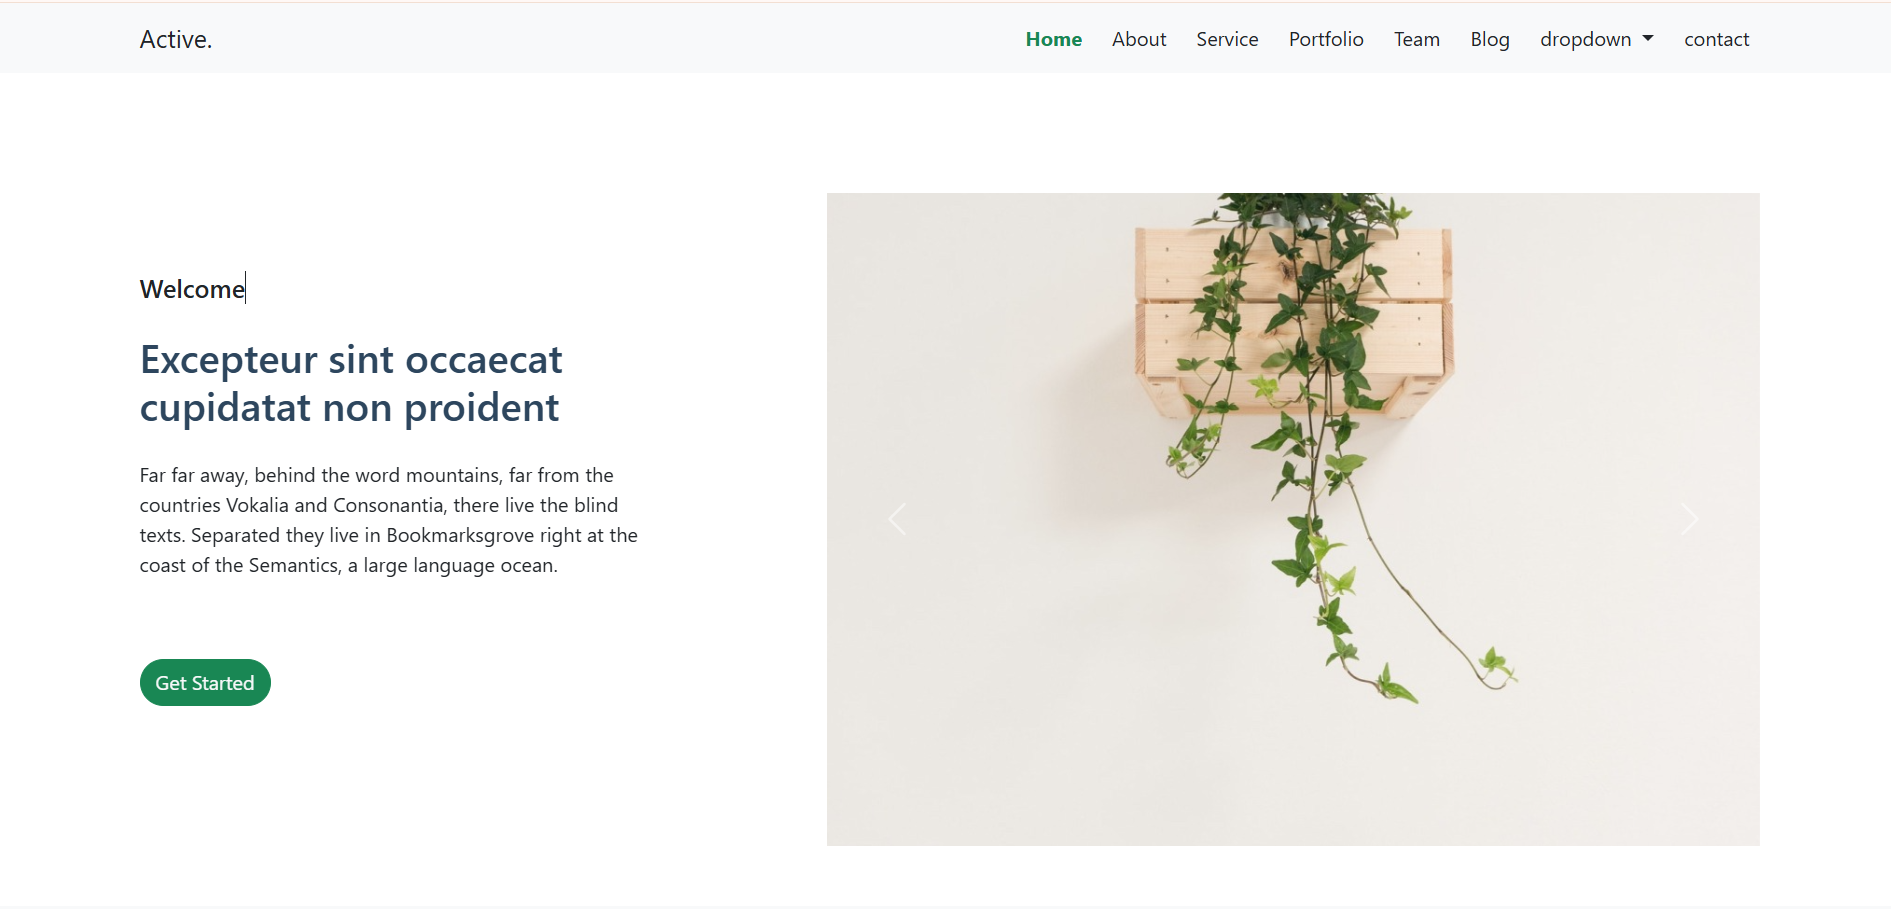 Active.
Home About Service Portfolio Team Blog dropdown contact
Welcome
Excepteur sint occaecat
cupidatat non proident
Far far away, behind the word mountains, far from the
countries Vokalia and Consonantia, there live the blind
texts. Separated they live in Bookmarksgrove right at the
coast of the Semantics, a large language ocean.
Get Started